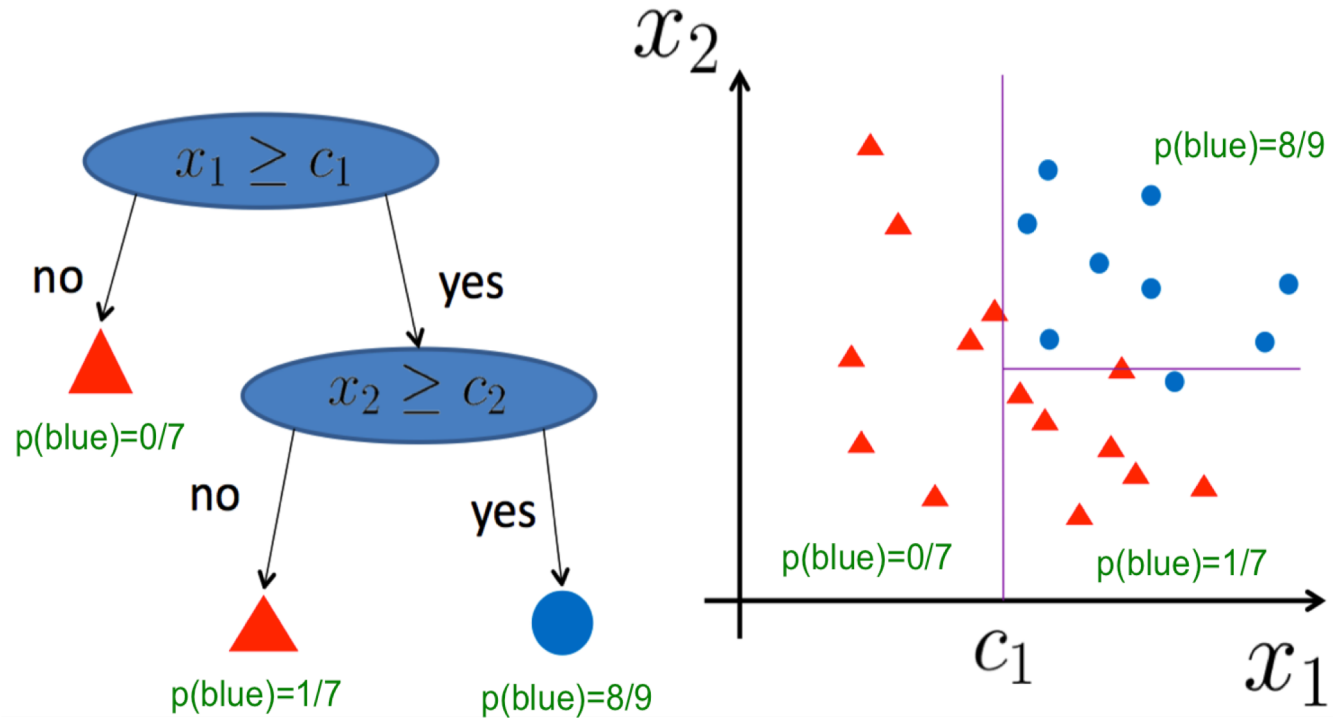 x₁ ≥ c₁
no
yes
p(blue)=0/7
x₂ ≥ c₂
no
yes
p(blue)=1/7
p(blue)=8/9
x₂
p(blue)=8/9
p(blue)=0/7
p(blue)=1/7
c₁
x₁